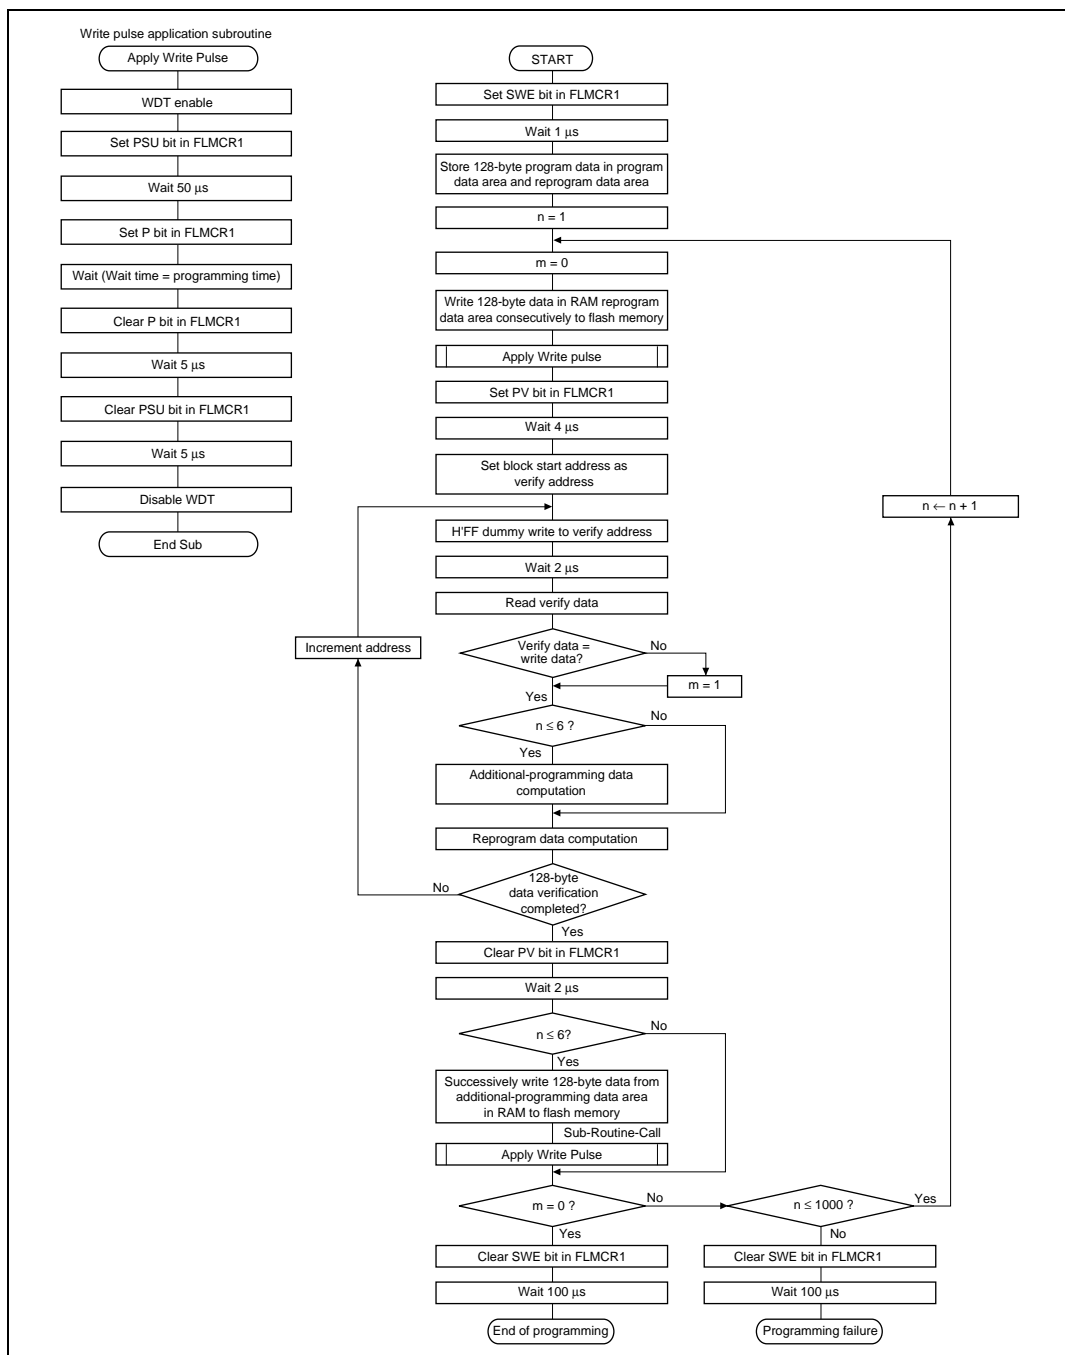 Write pulse application subroutine
Apply Write Pulse
WDT enable
Set PSU bit in FLMCR1
Wait 50 μs
Set P bit in FLMCR1
Wait (Wait time = programming time)
Clear P bit in FLMCR1
Wait 5 μs
Clear PSU bit in FLMCR1
Wait 5 μs
Disable WDT
End Sub
START
Set SWE bit in FLMCR1
Wait 1 μs
Store 128-byte program data in program
data area and reprogram data area
n = 1
m = 0
Write 128-byte data in RAM reprogram
data area consecutively to flash memory
Apply Write pulse
Set PV bit in FLMCR1
Wait 4 μs
Set block start address as
verify address
n ← n + 1
H'FF dummy write to verify address
Wait 2 μs
Read verify data
Increment address
Verify data =
write data?
No
m = 1
Yes
n ≤ 6 ?
No
Yes
Additional-programming data
computation
Reprogram data computation
128-byte
data verification
completed?
No
Yes
Clear PV bit in FLMCR1
Wait 2 μs
n ≤ 6?
No
Yes
Successively write 128-byte data from
additional-programming data area
in RAM to flash memory
Sub-Routine-Call
Apply Write Pulse
m = 0 ?
No
n ≤ 1000 ?
Yes
Yes
No
Clear SWE bit in FLMCR1
Clear SWE bit in FLMCR1
Wait 100 μs
Wait 100 μs
End of programming
Programming failure